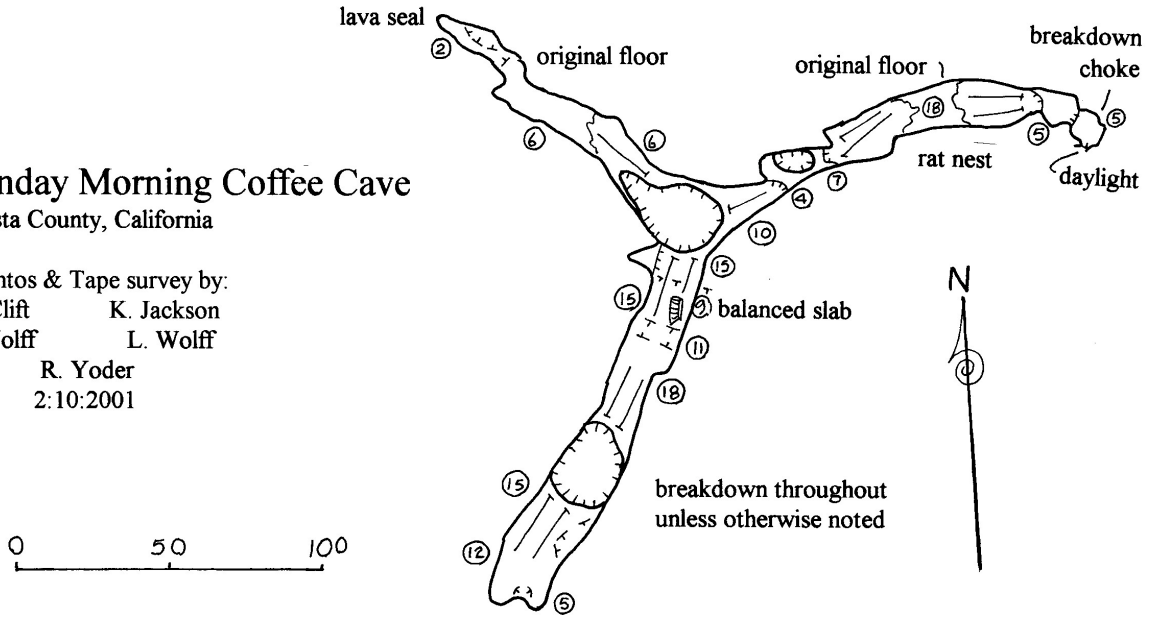 lava seal
2
original floor
6
6
original floor
18
breakdown
choke
5
5
rat nest
daylight
7
4
10
nday Morning Coffee Cave
sta County, California
ntos & Tape survey by:
Clift K. Jackson
olff L. Wolff
R. Yoder
2:10:2001
15
15
9 balanced slab
11
18
N
15
breakdown throughout
unless otherwise noted
12
5
0 50 100